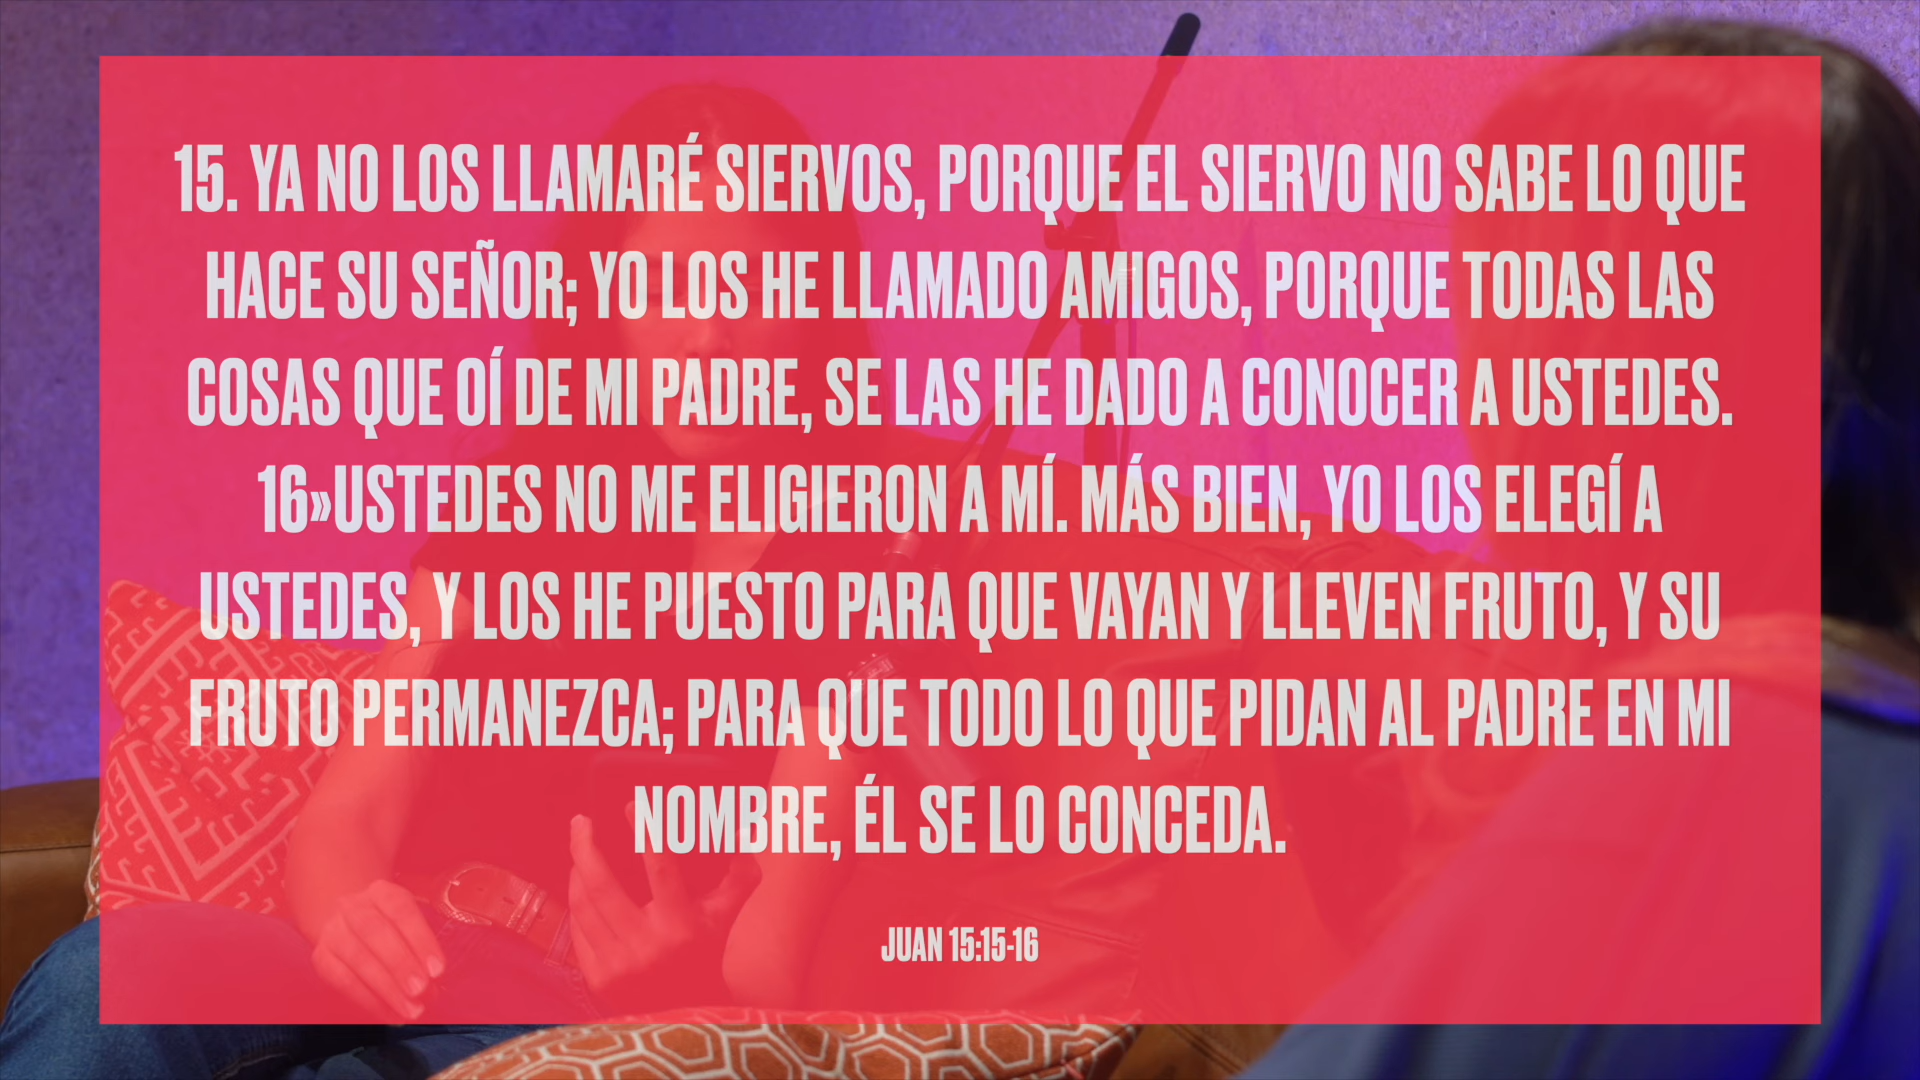 15. YA NO LOS LLAMARÉ SIERVOS, PORQUE EL SIERVO NO SABE LO QUE
HACE SU SEÑOR; YO LOS HE LLAMADO AMIGOS, PORQUE TODAS LAS
COSAS QUE OÍ DE MI PADRE, SE LAS HE DADO A CONOCER A USTEDES.
16»USTEDES NO ME ELIGIERON A MÍ. MÁS BIEN, YO LOS ELEGÍ A
USTEDES, Y LOS HE PUESTO PARA QUE VAYAN Y LLEVEN FRUTO, Y SU
FRUTO PERMANEZCA; PARA QUE TODO LO QUE PIDAN AL PADRE EN MI
NOMBRE, ÉL SE LO CONCEDA.
JUAN 15:15-16